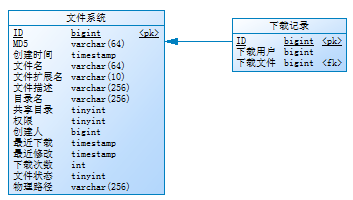 文件系统
ID bigint <pk>
MD5 varchar(64)
创建时间 timestamp
文件名 varchar(64)
文件扩展名 varchar(10)
文件描述 varchar(256)
目录名 varchar(256)
共享目录 tinyint
权限 tinyint
创建人 bigint
最近下载 timestamp
最近修改 timestamp
下载次数 int
文件状态 tinyint
物理路径 varchar(256)
下载记录
ID bigint <pk>
下载用户 bigint
下载文件 bigint <fk>